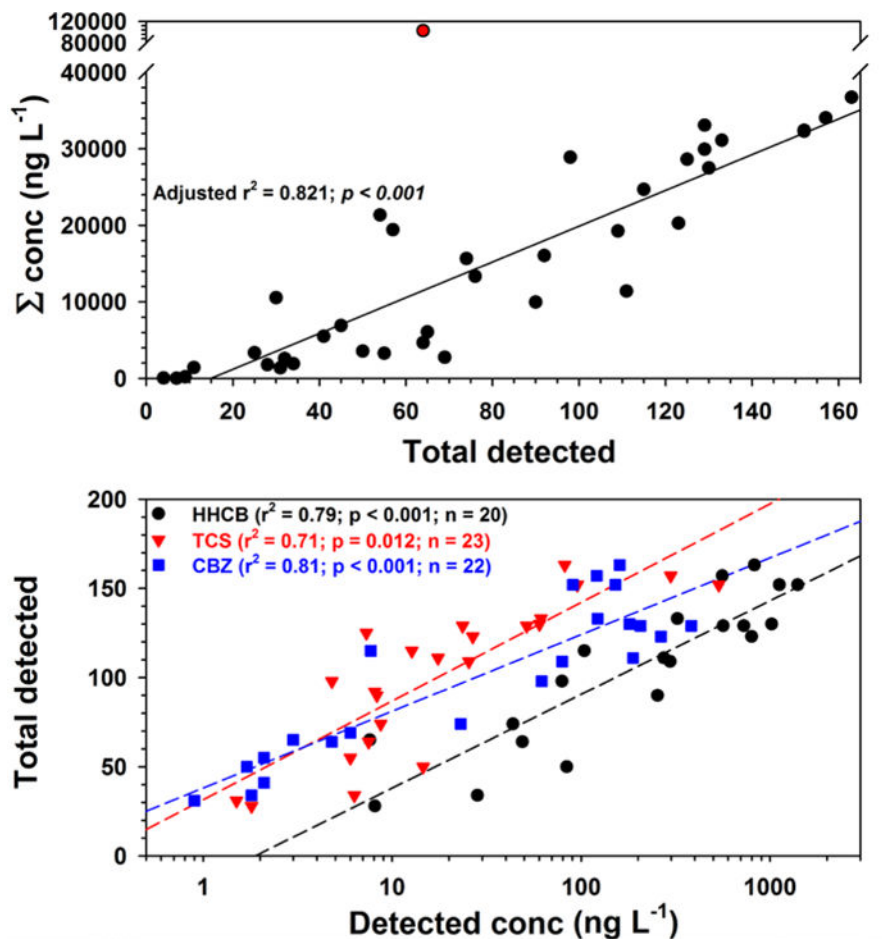 120000
80000
40000
30000
20000
10000
0
Σ conc (ng L⁻¹)
Adjusted r² = 0.821; p < 0.001
0 20 40 60 80 100 120 140 160
Total detected
200
150
100
50
0
Total detected
HHCB (r² = 0.79; p < 0.001; n = 20)
TCS (r² = 0.71; p = 0.012; n = 23)
CBZ (r² = 0.81; p < 0.001; n = 22)
1 10 100 1000
Detected conc (ng L⁻¹)